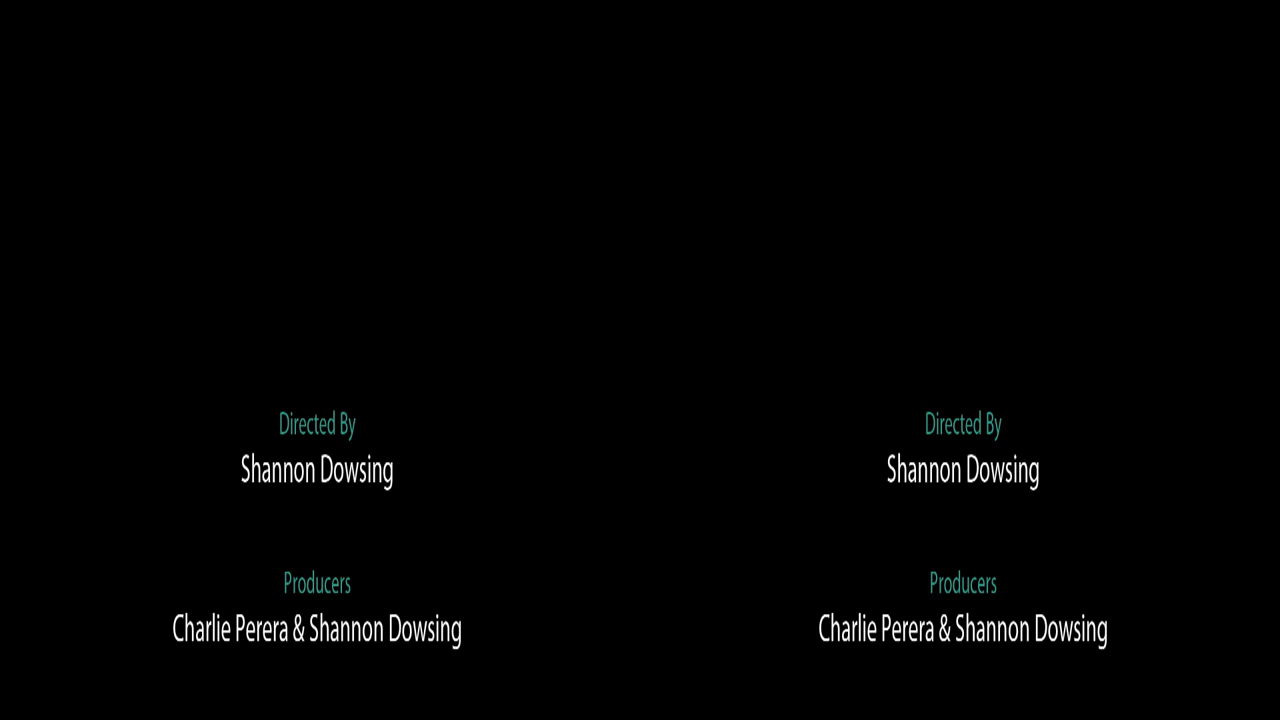 Directed By
Shannon Dowsing
Producers
Charlie Perera & Shannon Dowsing
Directed By
Shannon Dowsing
Producers
Charlie Perera & Shannon Dowsing